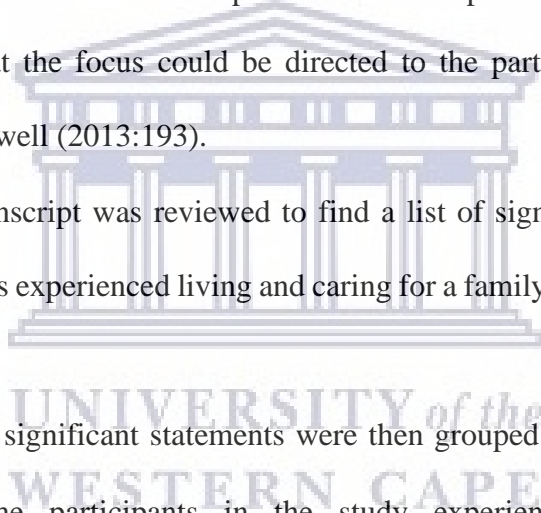 t the focus could be directed to the part
well (2013:193).
nscript was reviewed to find a list of sign
s experienced living and caring for a family
UNIVERSITY of the
significant statements were then grouped
WESTERN CAPE
participants in the study experien